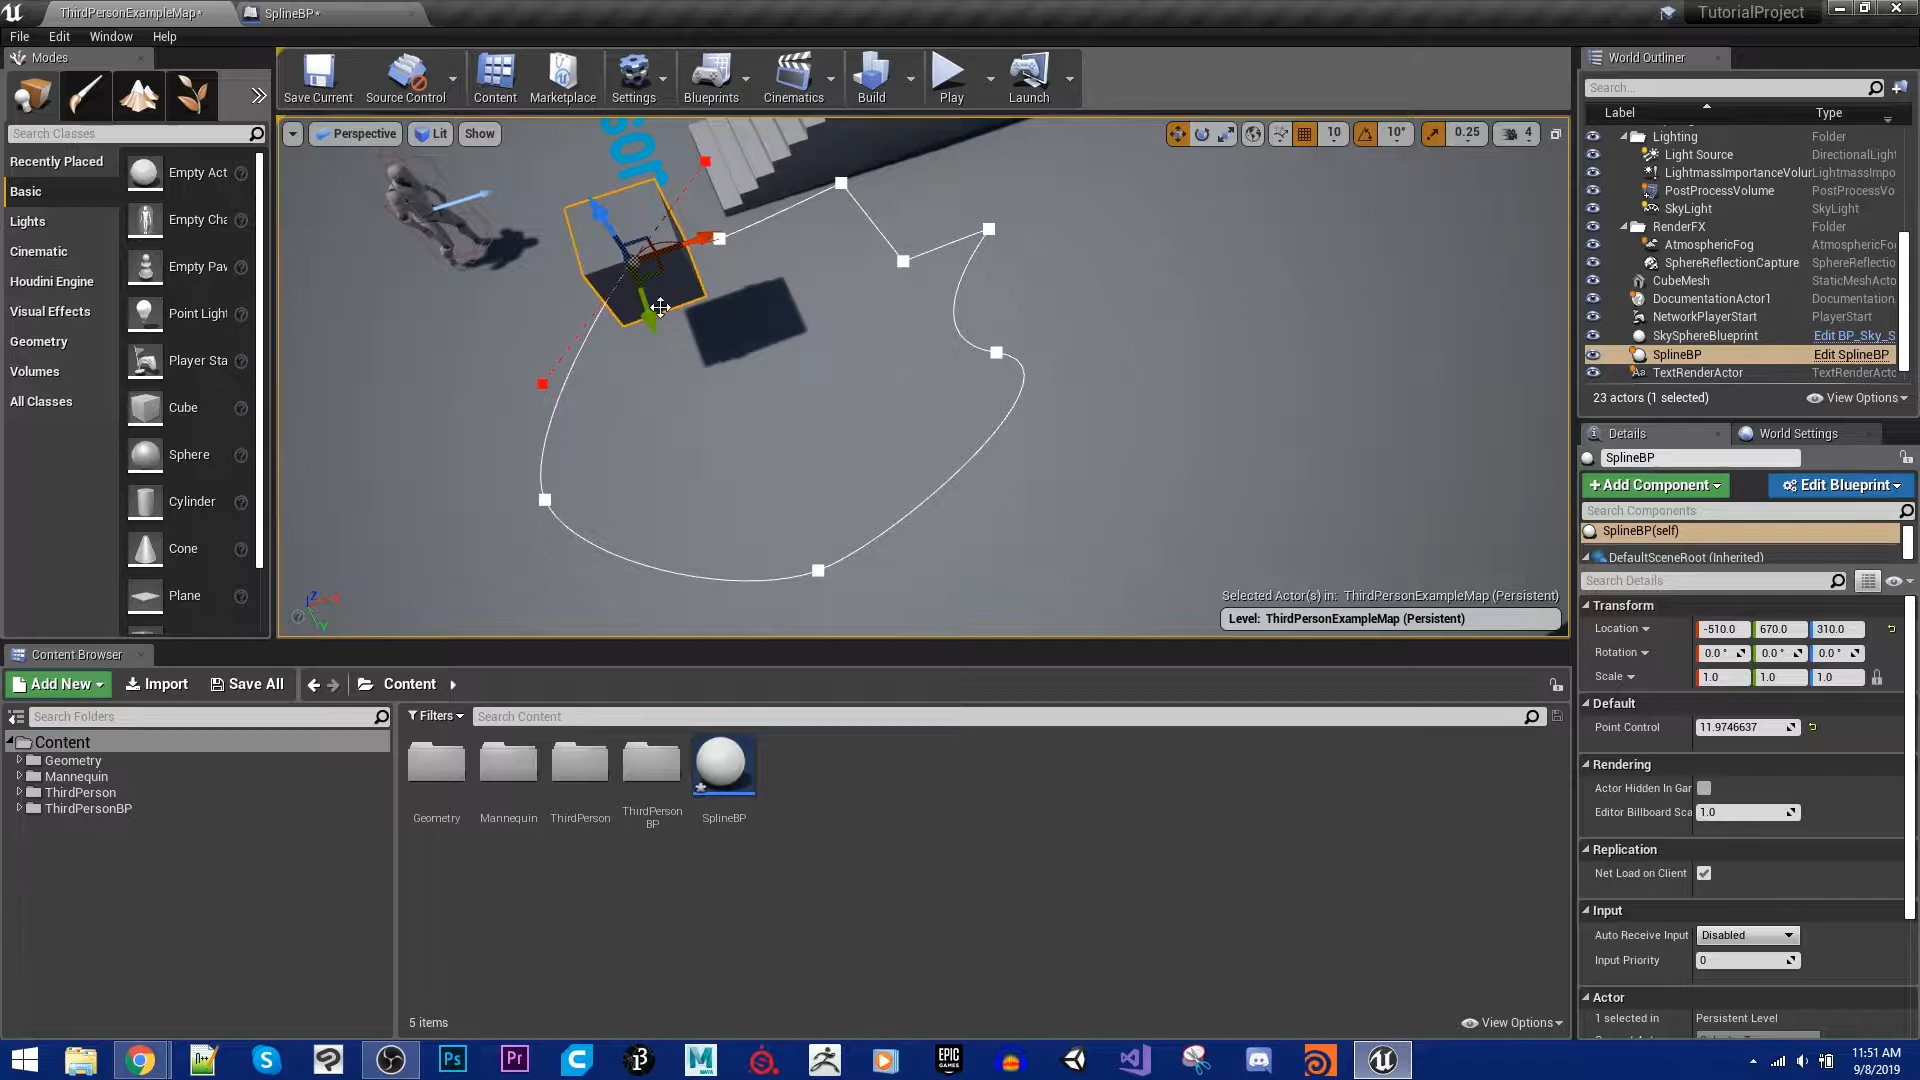 ThirdPersonExampleMap*
SplineBP*
TutorialProject
File Edit Window Help
Modes
Save Current
Source Control
Content
Marketplace
Settings
Blueprints
Cinematics
Build
Play
Launch
Search Classes
Recently Placed
Basic
Lights
Cinematic
Houdini Engine
Visual Effects
Geometry
Volumes
All Classes
Empty Act
Empty Cha
Empty Pav
Point Light
Player Sta
Cube
Sphere
Cylinder
Cone
Plane
Perspective Lit Show
10 10° 0.25 4
Selected Actor(s) in: ThirdPersonExampleMap (Persistent)
Level: ThirdPersonExampleMap (Persistent)
World Outliner
Search...
Label Type
Lighting Folder
Light Source DirectionalLight
LightmassImportanceVolur LightmassImpo
PostProcessVolume PostProcessVo
SkyLight SkyLight
RenderFX Folder
AtmosphericFog AtmosphericFo
SphereReflectionCapture SphereReflecti
CubeMesh StaticMeshActo
DocumentationActor1 Documentation
NetworkPlayerStart PlayerStart
SkySphereBlueprint Edit BP_Sky_S
SplineBP Edit SplineBP
TextRenderActor TextRenderActo
23 actors (1 selected) View Options
Details World Settings
SplineBP
+ Add Component Edit Blueprint
Search Components
SplineBP(self)
DefaultSceneRoot (Inherited)
Search Details
Transform
Location -510.0 670.0 310.0
Rotation 0.0 ° 0.0 ° 0.0 °
Scale 1.0 1.0 1.0
Default
Point Control 11.9746637
Rendering
Actor Hidden In Gar
Editor Billboard Sca 1.0
Replication
Net Load on Client
Input
Auto Receive Input Disabled
Input Priority 0
Actor
1 selected in Persistent Level
Content Browser
Add New Import Save All Content
Search Folders
Content
Geometry
Mannequin
ThirdPerson
ThirdPersonBP
Filters Search Content
Geometry
Mannequin
ThirdPerson
ThirdPerson
BP
SplineBP
5 items View Options
11:51 AM
9/8/2019